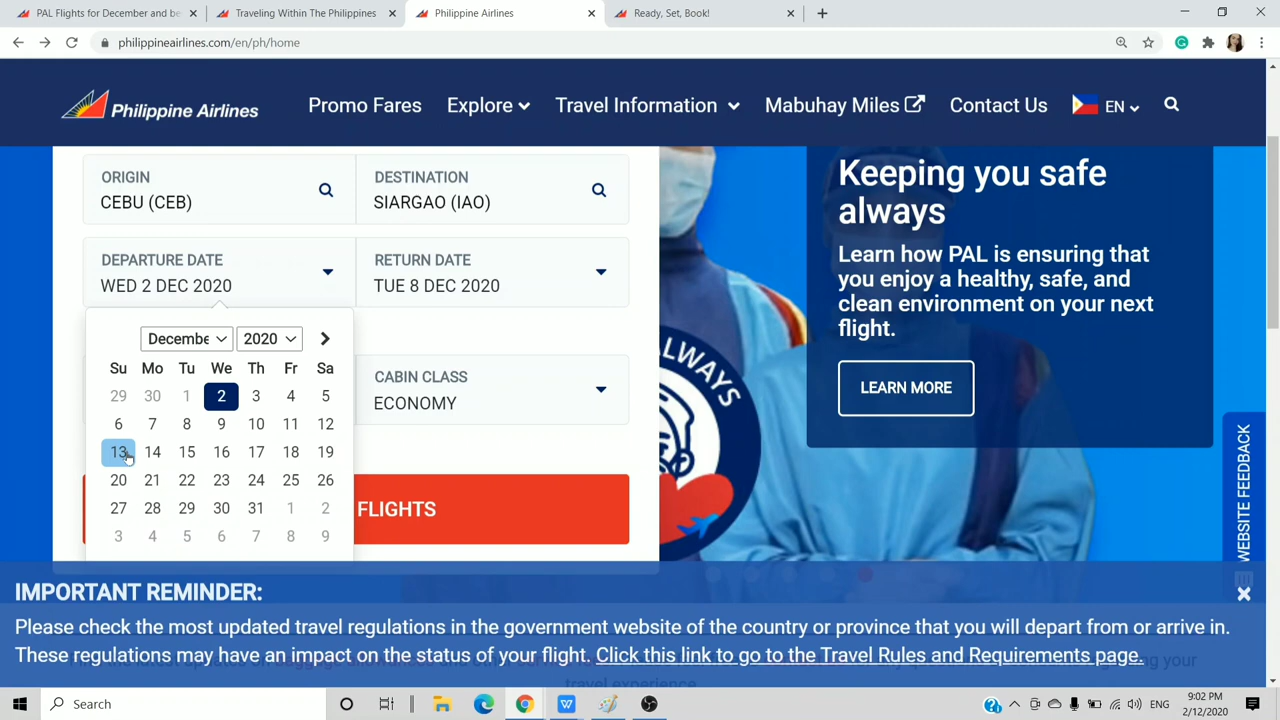 PAL Flights for December and be
Traveling Within The Philippines
Philippine Airlines
Ready, Set, Book!
philippineairlines.com/en/ph/home
Philippine Airlines
Promo Fares
Explore
Travel Information
Mabuhay Miles
Contact Us
EN
ORIGIN
CEBU (CEB)
DESTINATION
SIARGAO (IAO)
DEPARTURE DATE
WED 2 DEC 2020
RETURN DATE
TUE 8 DEC 2020
Decembe 2020
Su Mo Tu We Th Fr Sa
29 30 1 2 3 4 5
6 7 8 9 10 11 12
13 14 15 16 17 18 19
20 21 22 23 24 25 26
27 28 29 30 31 1 2
3 4 5 6 7 8 9
CABIN CLASS
ECONOMY
FLIGHTS
Keeping you safe
always
Learn how PAL is ensuring that
you enjoy a healthy, safe, and
clean environment on your next
flight.
LEARN MORE
ALWAYS
WEBSITE FEEDBACK
IMPORTANT REMINDER:
Please check the most updated travel regulations in the government website of the country or province that you will depart from or arrive in.
These regulations may have an impact on the status of your flight. Click this link to go to the Travel Rules and Requirements page.
your
travel experience.
Search
ENG
9:02 PM
2/12/2020